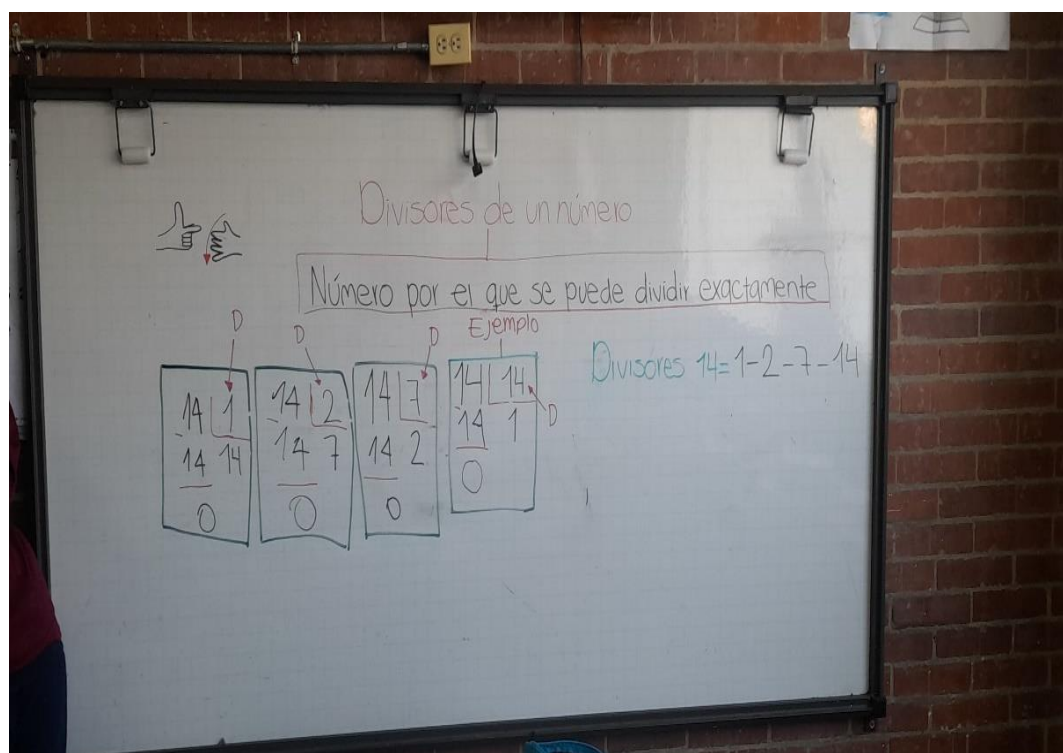 Divisores de un número
Número por el que se puede dividir exactamente
Ejemplo
D
D
D
Divisores 14=1-2-7-14
14 1
14 14
0
14 2
14 7
0
14 7
14 2
0
14 14
14 1
0
D